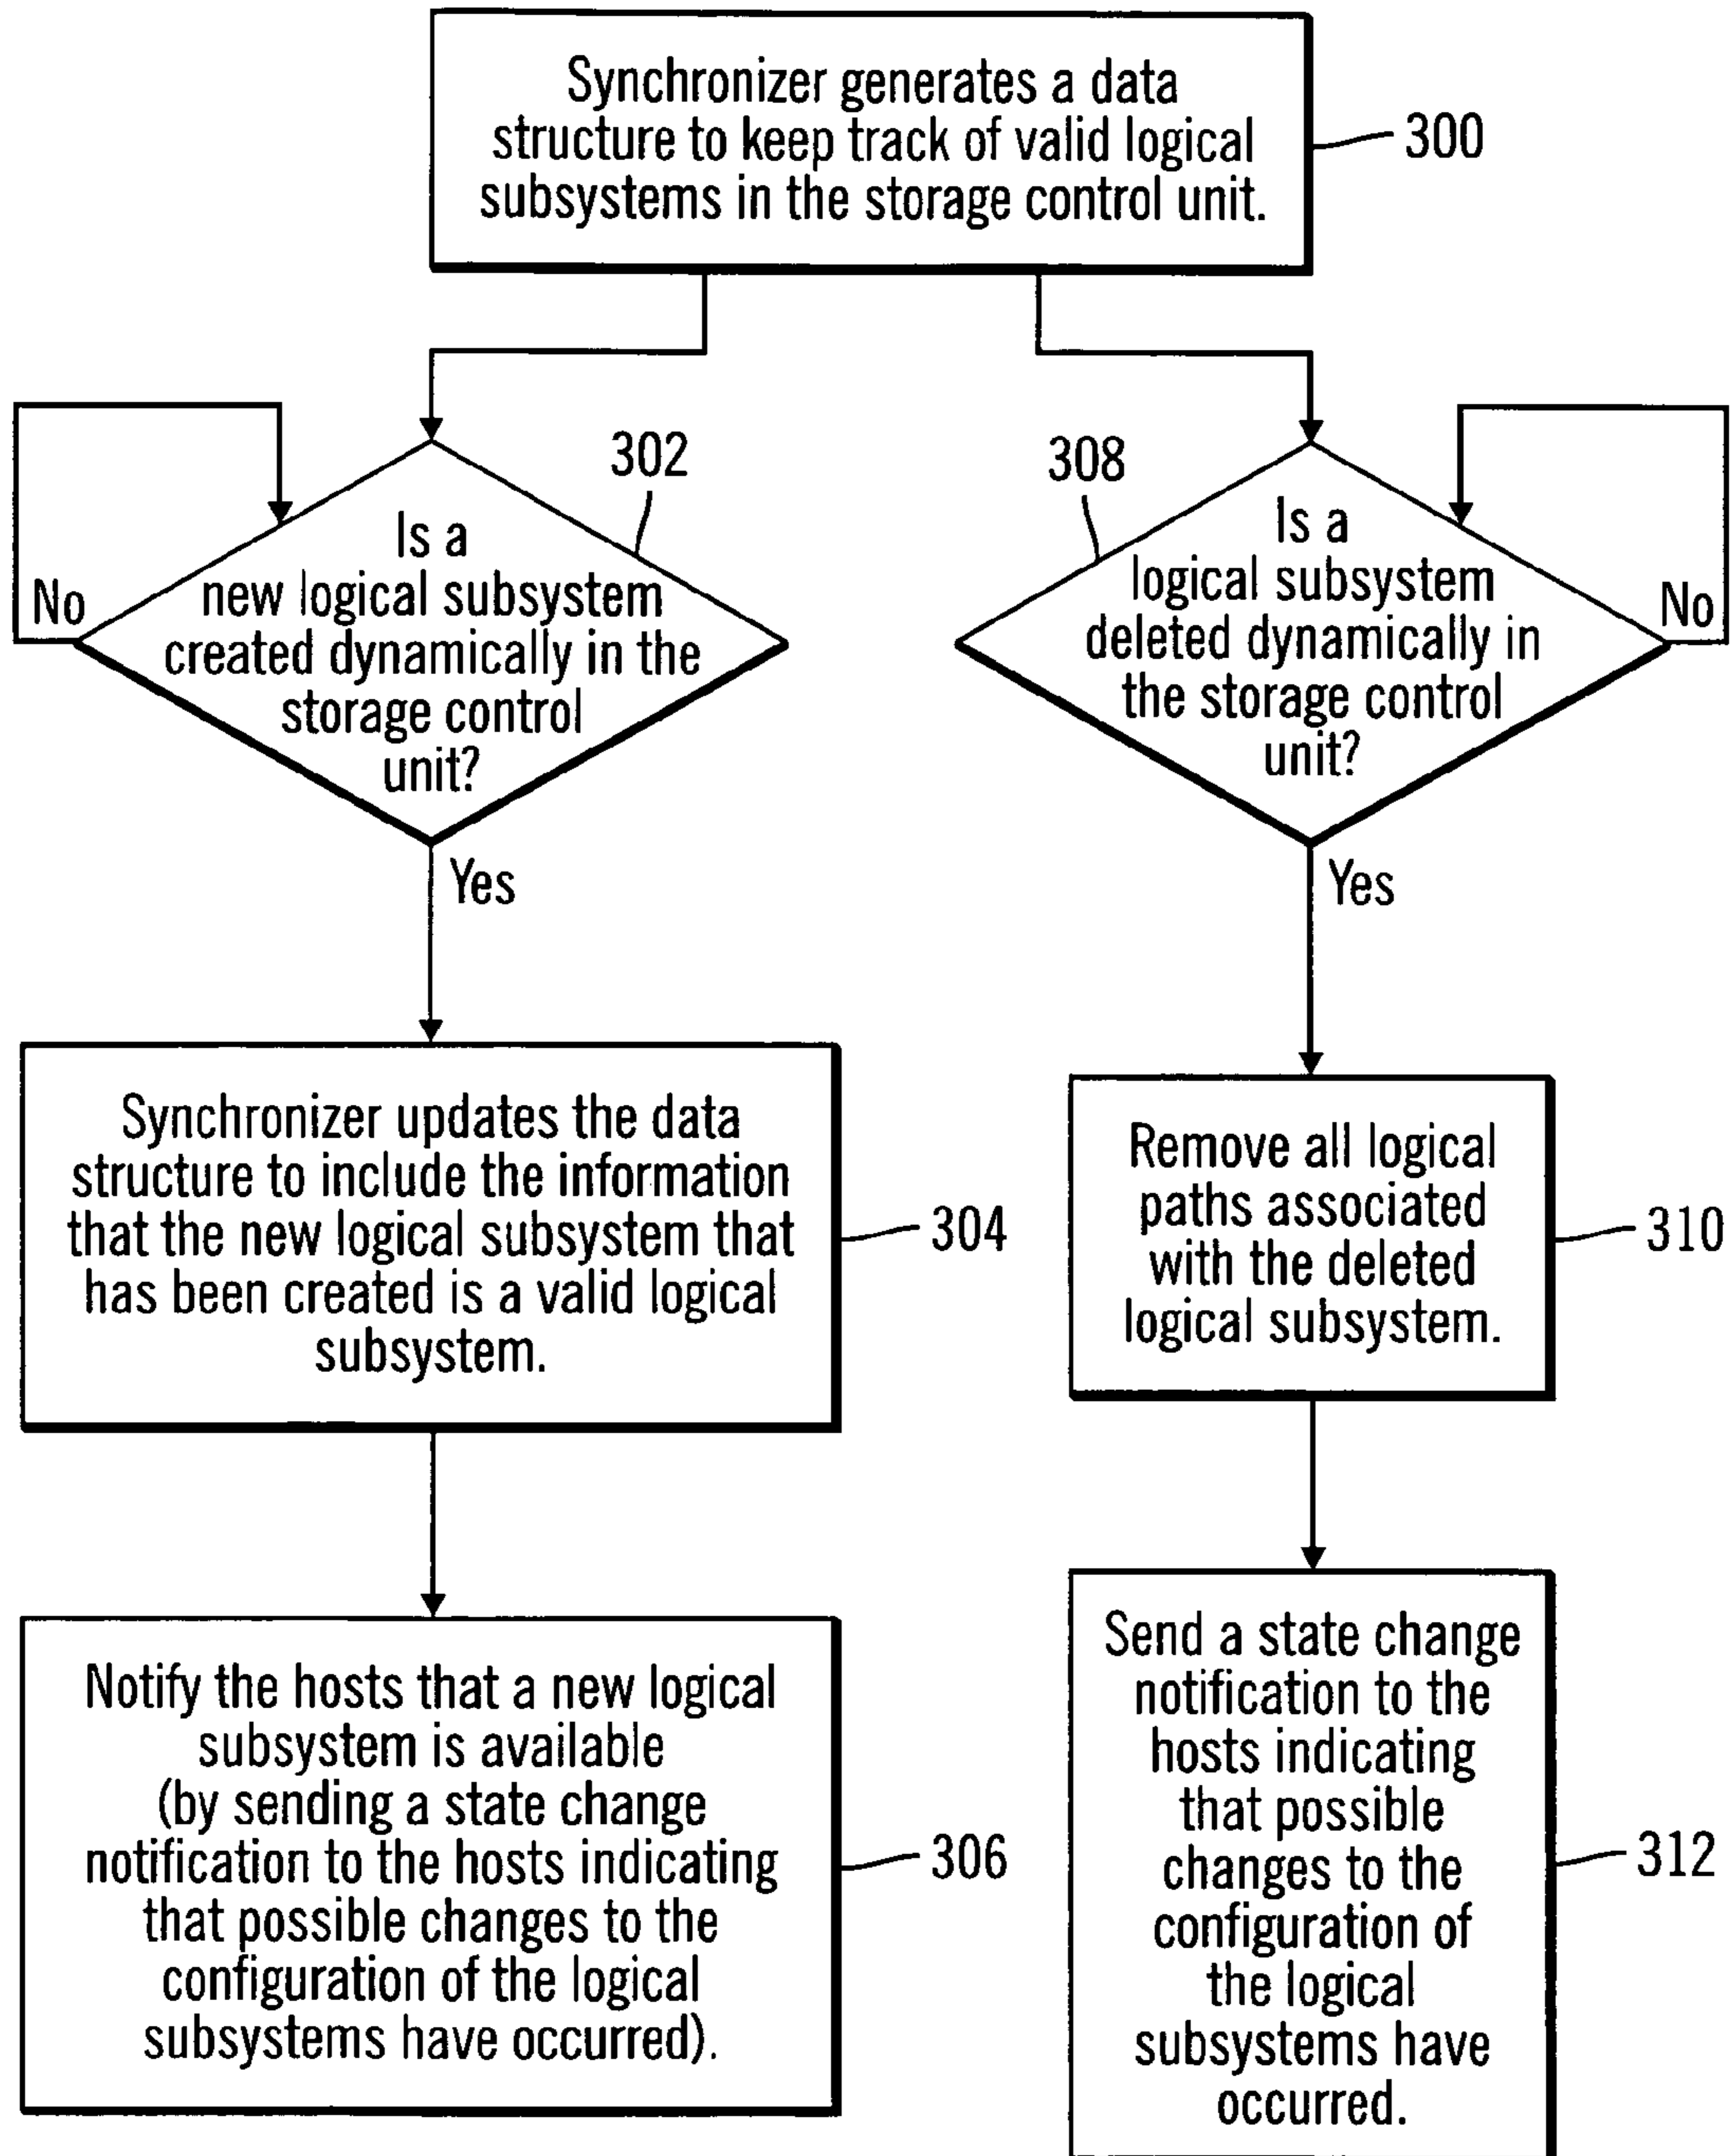 Synchronizer generates a data
structure to keep track of valid logical
subsystems in the storage control unit.
300
302
Is a
new logical subsystem
created dynamically in the
storage control
unit?
No
Yes
308
Is a
logical subsystem
deleted dynamically in
the storage control
unit?
No
Yes
Synchronizer updates the data
structure to include the information
that the new logical subsystem that
has been created is a valid logical
subsystem.
304
Remove all logical
paths associated
with the deleted
logical subsystem.
310
Notify the hosts that a new logical
subsystem is available
(by sending a state change
notification to the hosts indicating
that possible changes to the
configuration of the logical
subsystems have occurred).
306
Send a state change
notification to the
hosts indicating
that possible
changes to the
configuration of
the logical
subsystems have
occurred.
312